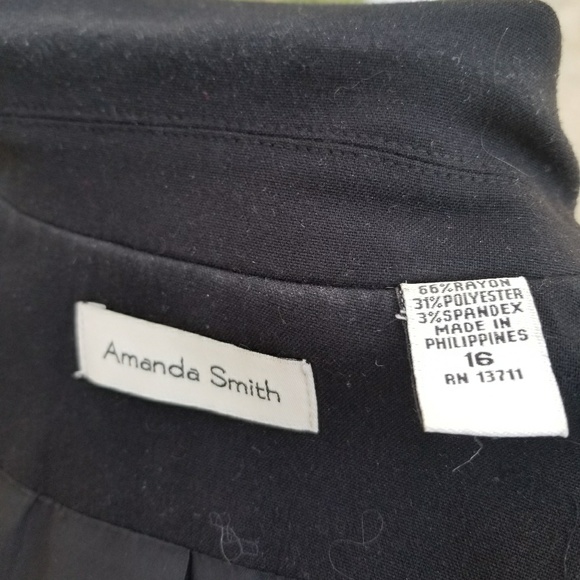 Amanda Smith
66%RAYON
31%POLYESTER
3%SPANDEX
MADE IN
PHILIPPINES
16
RN 13711